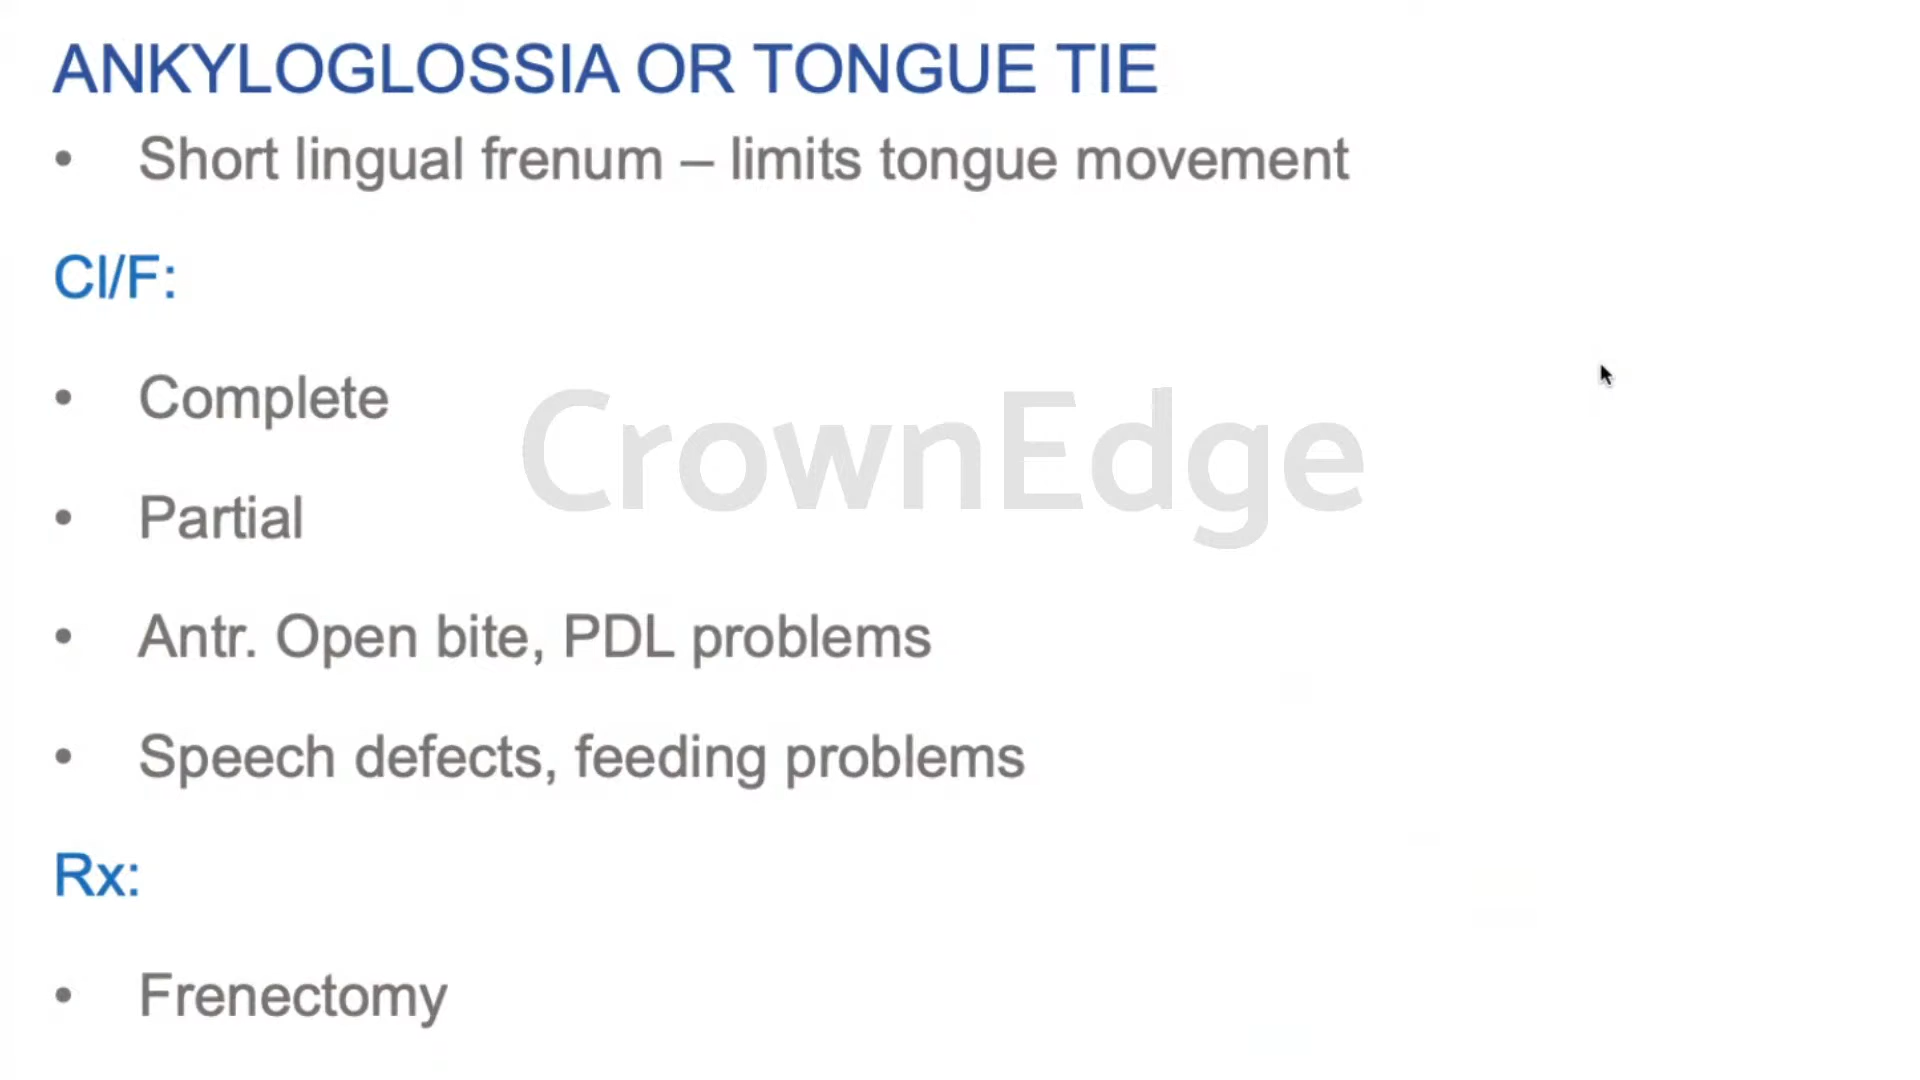 ANKYLOGLOSSIA OR TONGUE TIE
• Short lingual frenum – limits tongue movement
Cl/F:
• Complete
• Partial
• Antr. Open bite, PDL problems
• Speech defects, feeding problems
Rx:
• Frenectomy
CrownEdge